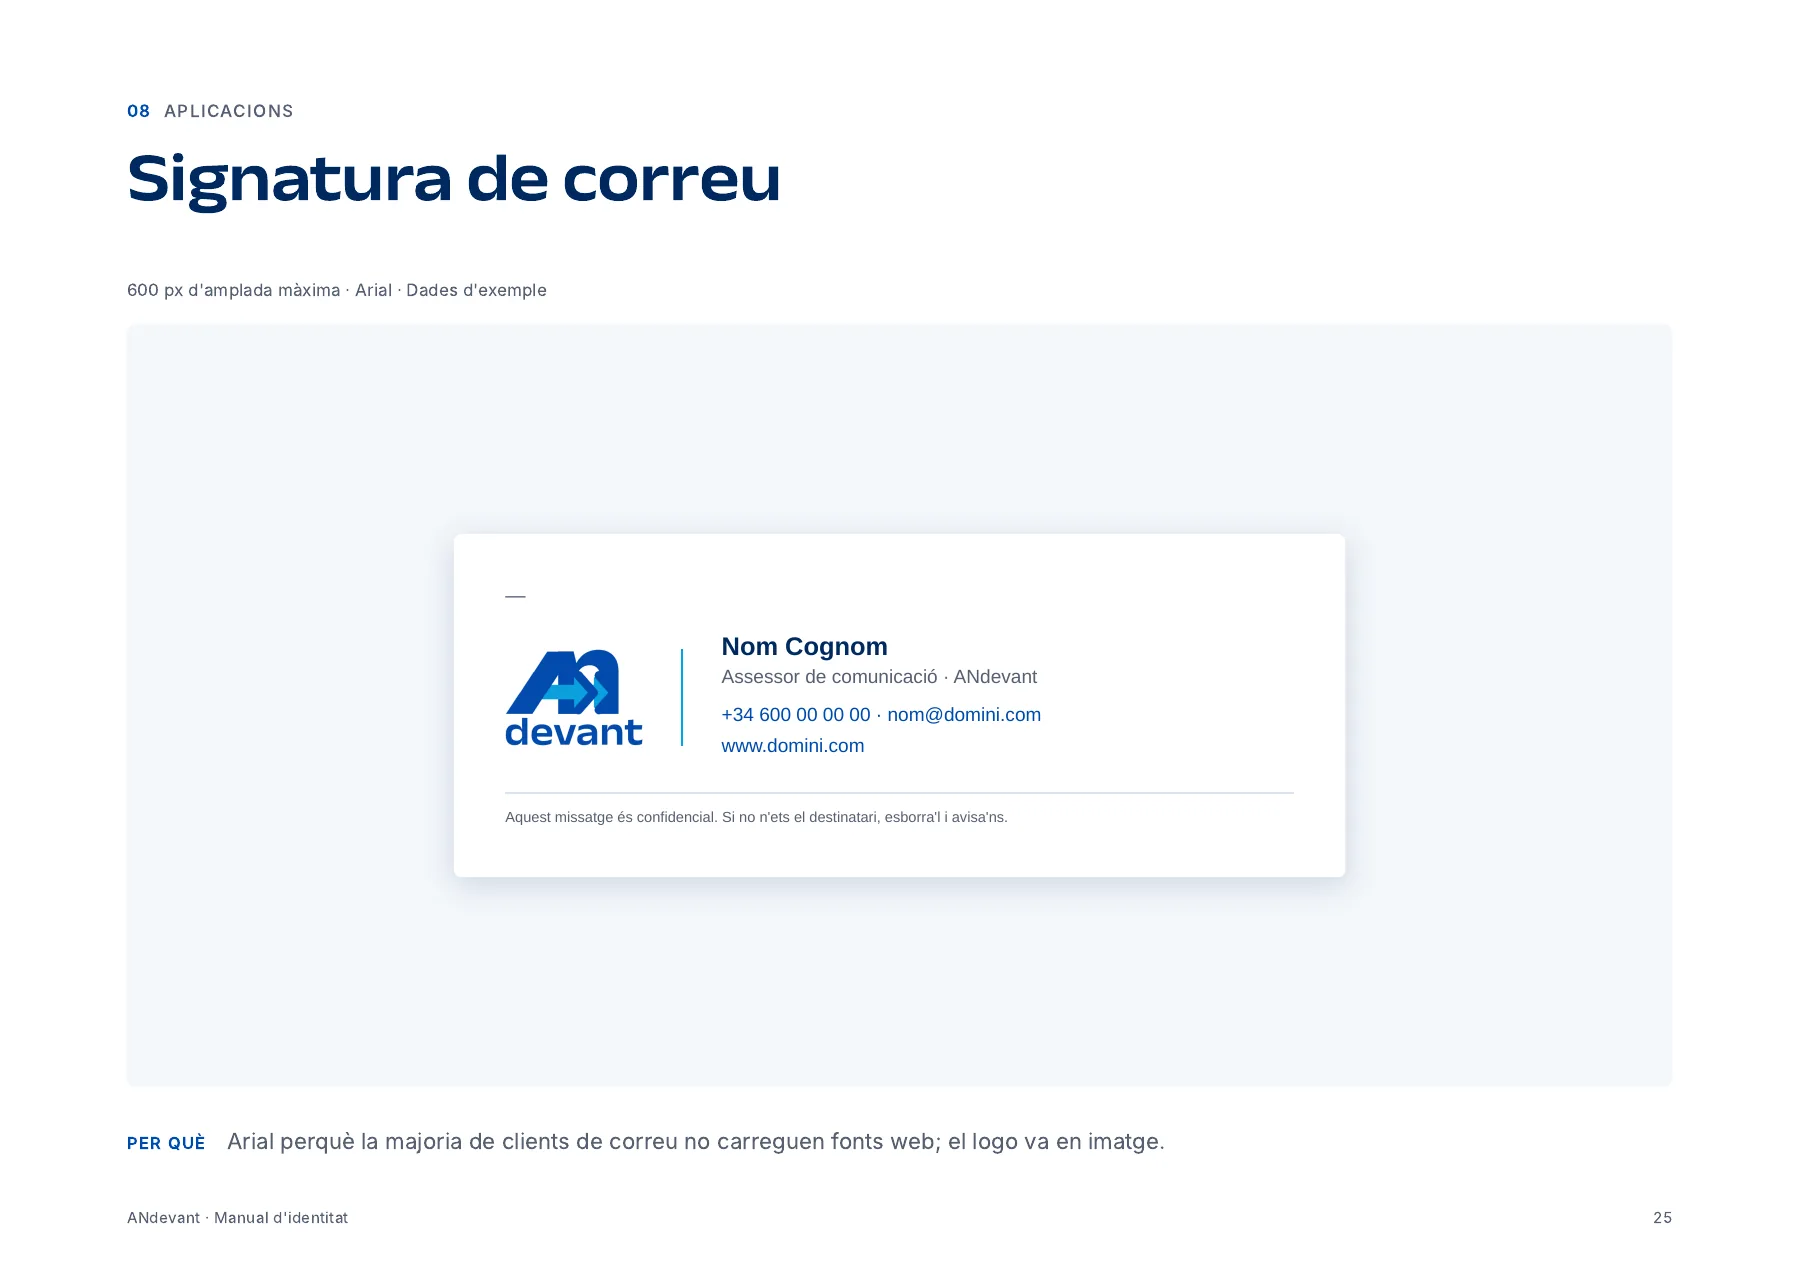 08 APLICACIONS
Signatura de correu
600 px d'amplada màxima · Arial · Dades d'exemple
—
ANdevant
Nom Cognom
Assessor de comunicació · ANdevant
+34 600 00 00 00 · nom@domini.com
www.domini.com
Aquest missatge és confidencial. Si no n'ets el destinatari, esborra'l i avisa'ns.
PER QUÈ Arial perquè la majoria de clients de correu no carreguen fonts web; el logo va en imatge.
ANdevant · Manual d'identitat
25